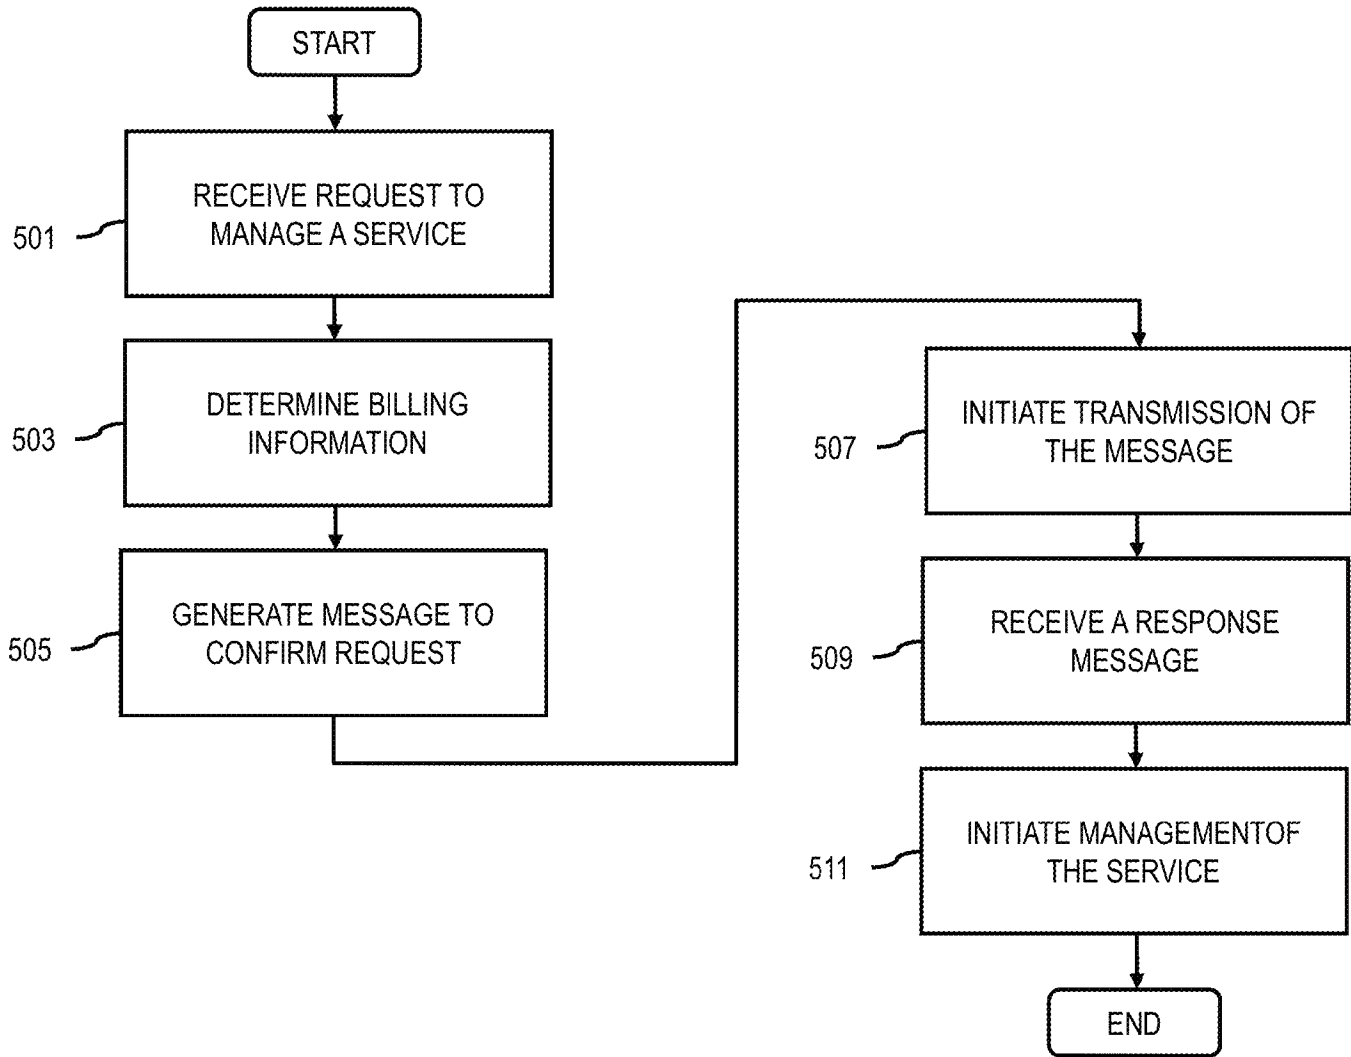 START
RECEIVE REQUEST TO
MANAGE A SERVICE
501
DETERMINE BILLING
INFORMATION
503
GENERATE MESSAGE TO
CONFIRM REQUEST
505
INITIATE TRANSMISSION OF
THE MESSAGE
507
RECEIVE A RESPONSE
MESSAGE
509
INITIATE MANAGEMENTOF
THE SERVICE
511
END